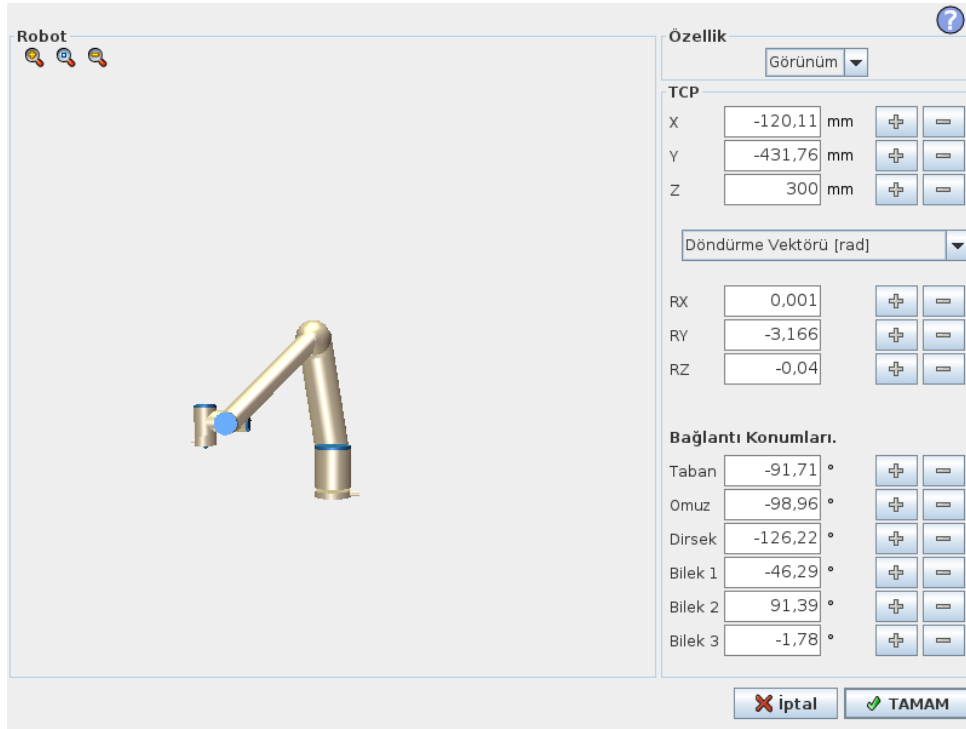 Robot
?
Özellik
Görünüm
TCP
X -120,11 mm
Y -431,76 mm
Z 300 mm
Döndürme Vektörü [rad]
RX 0,001
RY -3,166
RZ -0,04
Bağlantı Konumları.
Taban -91,71 °
Omuz -98,96 °
Dirsek -126,22 °
Bilek 1 -46,29 °
Bilek 2 91,39 °
Bilek 3 -1,78 °
İptal
TAMAM